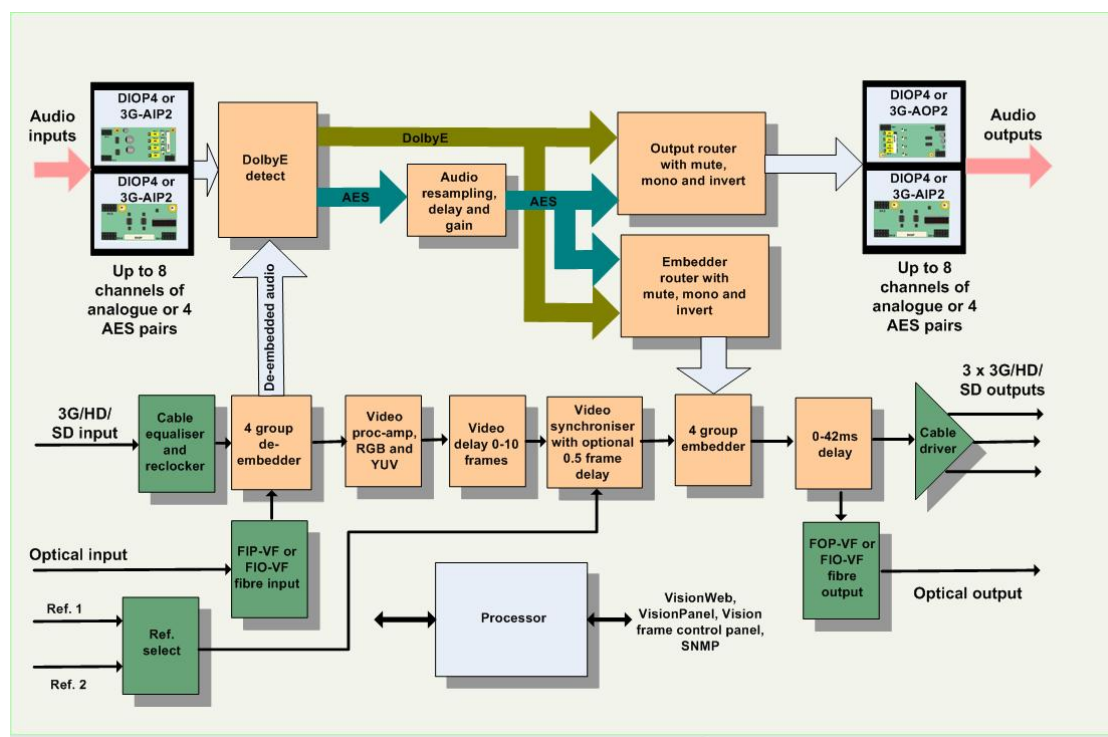 Audio
inputs
DIOP4 or
3G-AIP2
DIOP4 or
3G-AIP2
Up to 8
channels of
analogue or 4
AES pairs
DolbyE
detect
DolbyE
AES
Audio
resampling,
delay and
gain
AES
Output router
with mute,
mono and invert
Embedder
router with
mute, mono and
invert
DIOP4 or
3G-AOP2
DIOP4 or
3G-AIP2
Audio
outputs
Up to 8
channels of
analogue or 4
AES pairs
De-embedded audio
3G/HD/
SD input
Cable
equaliser
and
reclocker
4 group
de-
embedder
Video
proc-amp,
RGB and
YUV
Video
delay 0-10
frames
Video
synchroniser
with optional
0.5 frame
delay
4 group
embedder
0-42ms
delay
Cable
driver
3 x 3G/HD/
SD outputs
Optical input
FIP-VF or
FIO-VF
fibre input
FOP-VF or
FIO-VF
fibre
output
Optical output
Ref. 1
Ref. 2
Ref.
select
Processor
VisionWeb,
VisionPanel, Vision
frame control panel,
SNMP